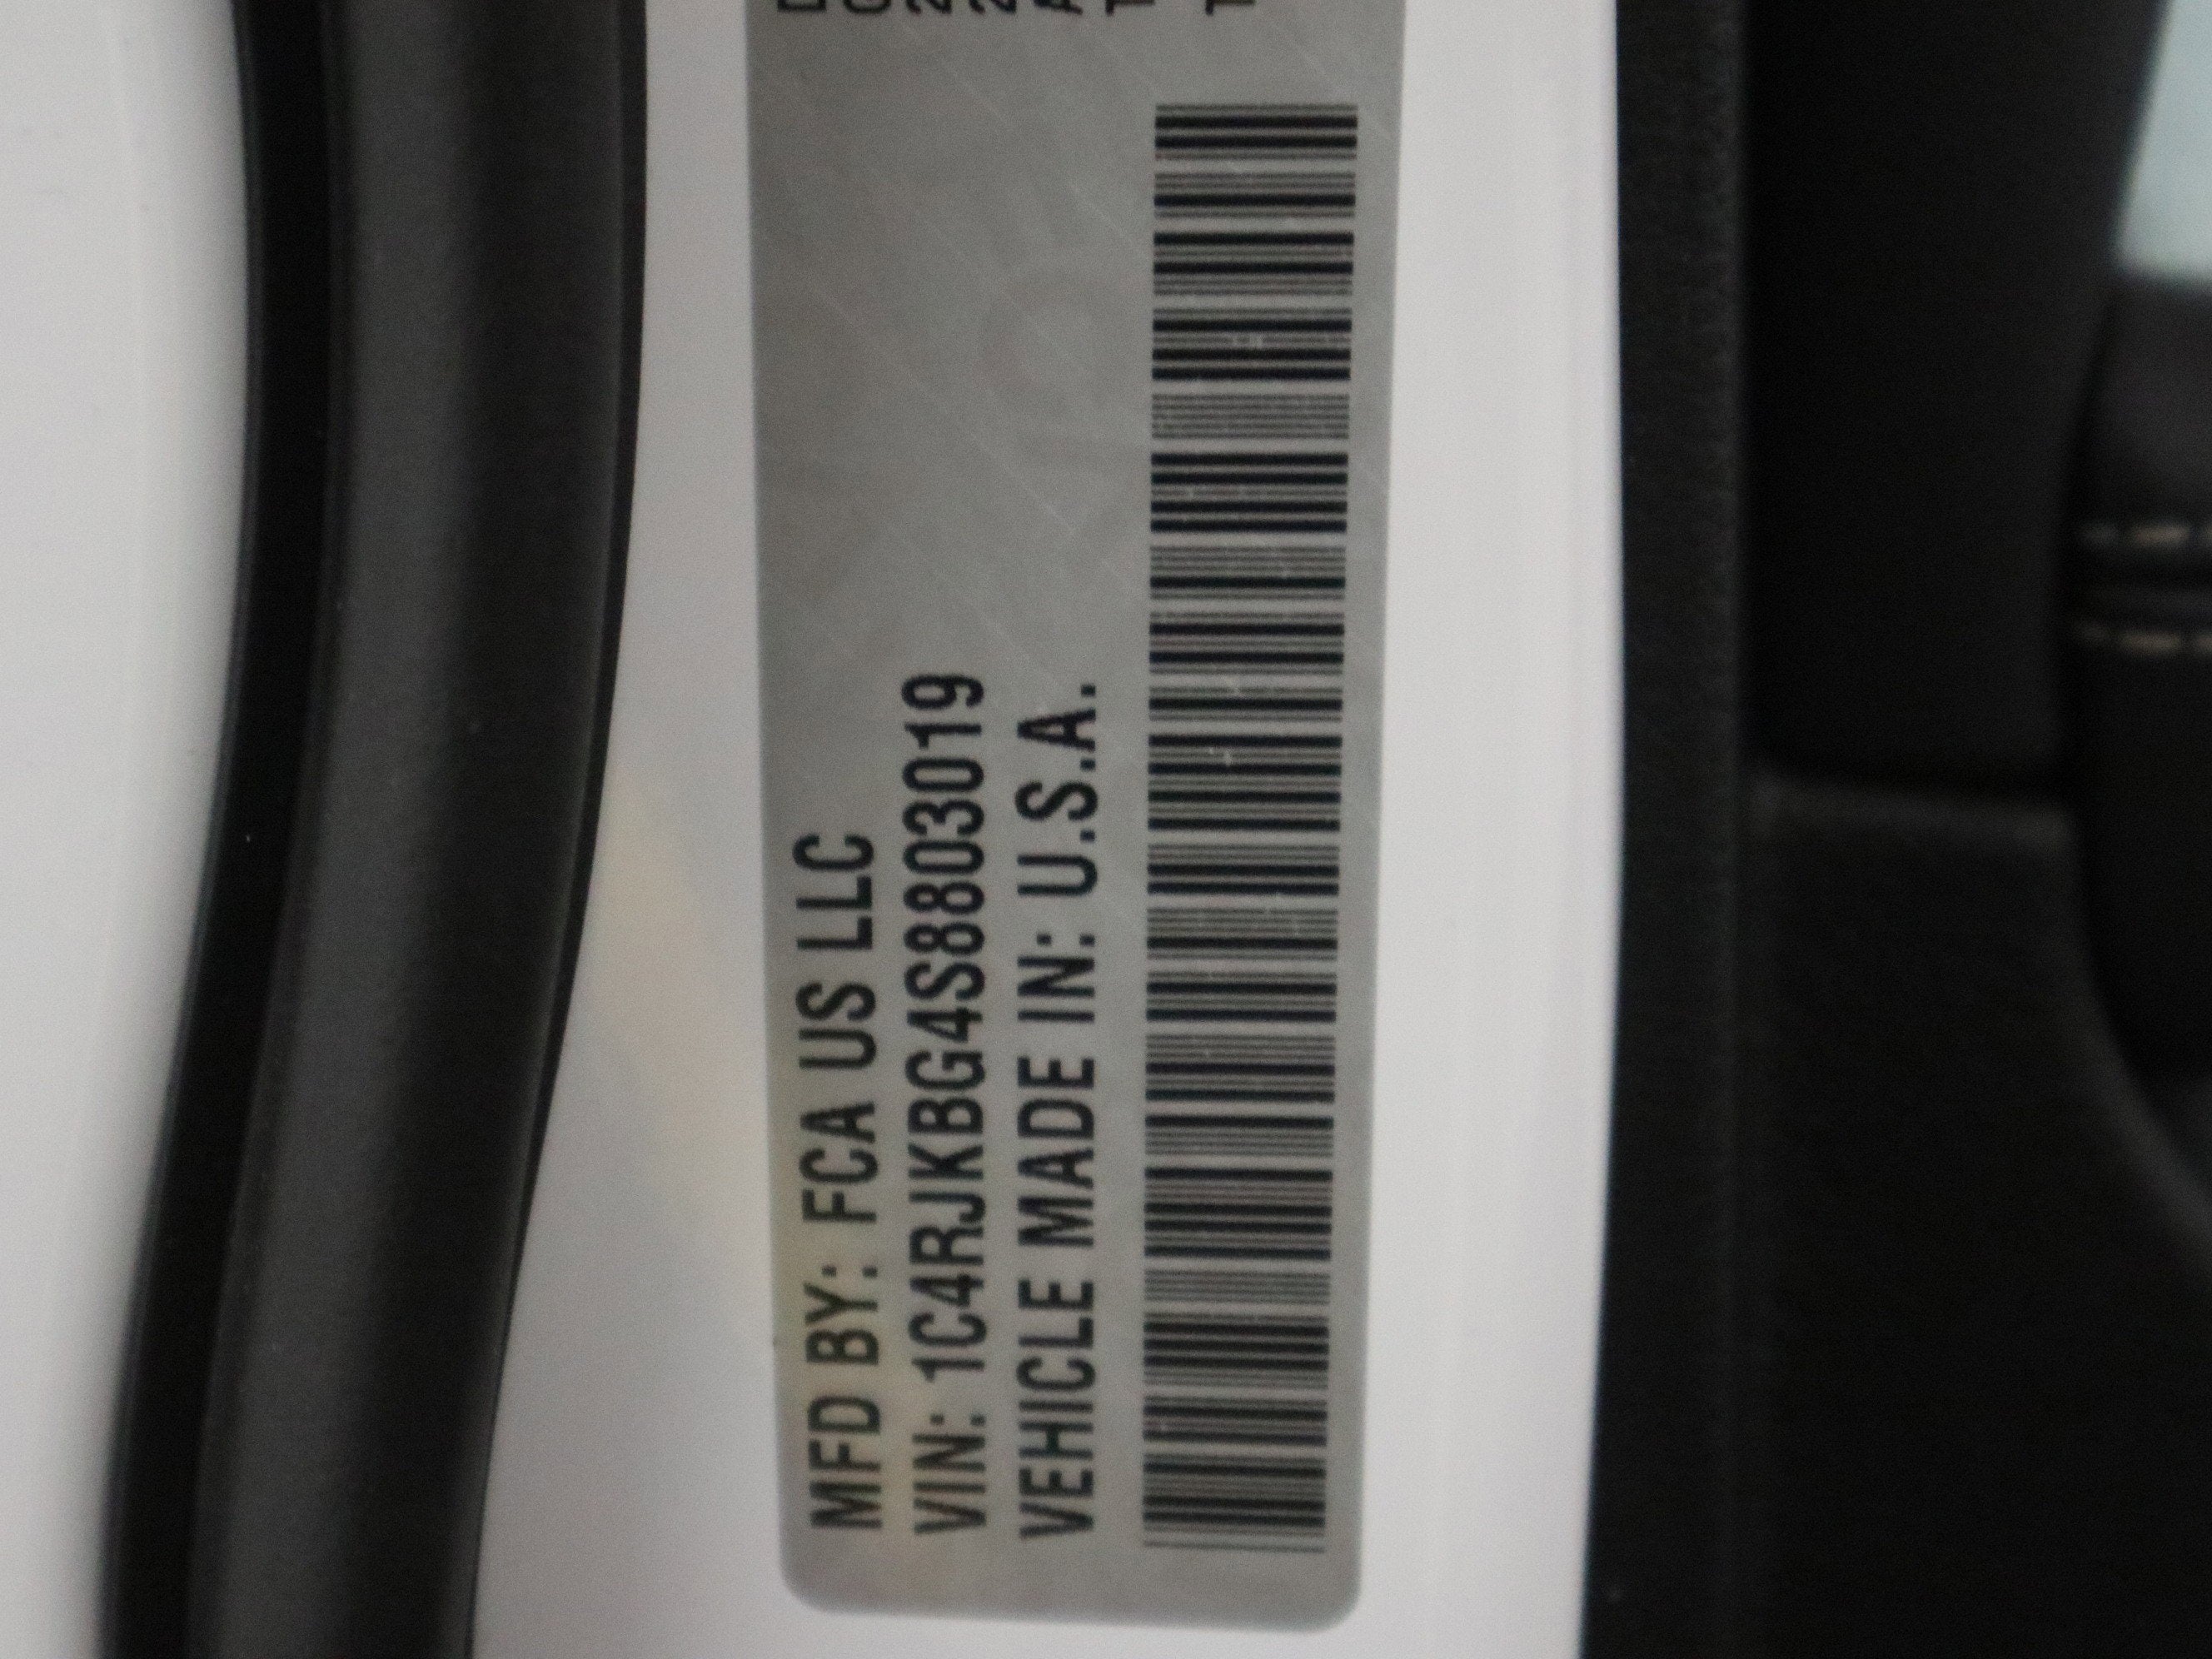 MFD BY: FCA US LLC
VIN: 1C4RJKBG4S8803019
VEHICLE MADE IN: U.S.A.